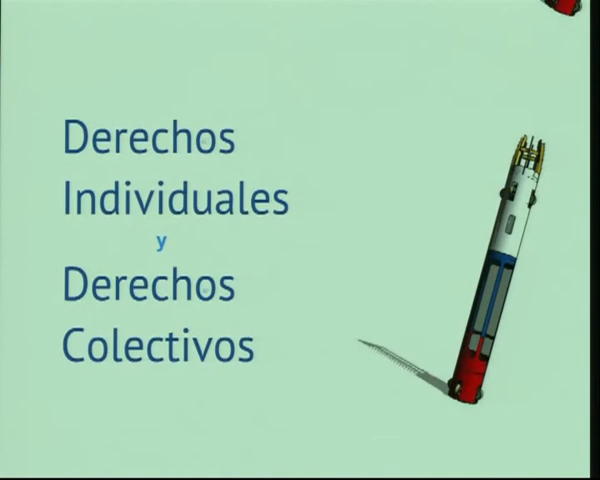 Derechos
Individuales
y
Derechos
Colectivos